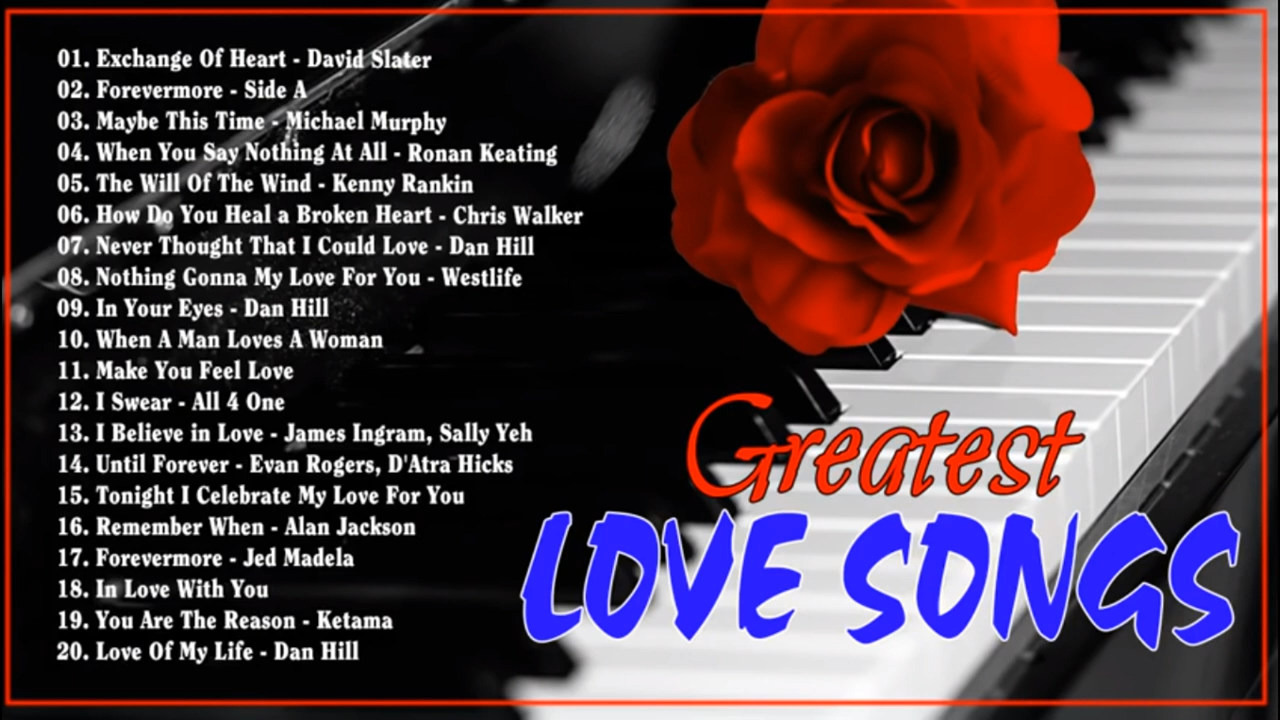 01. Exchange Of Heart - David Slater
02. Forevermore - Side A
03. Maybe This Time - Michael Murphy
04. When You Say Nothing At All - Ronan Keating
05. The Will Of The Wind - Kenny Rankin
06. How Do You Heal a Broken Heart - Chris Walker
07. Never Thought That I Could Love - Dan Hill
08. Nothing Gonna My Love For You - Westlife
09. In Your Eyes - Dan Hill
10. When A Man Loves A Woman
11. Make You Feel Love
12. I Swear - All 4 One
13. I Believe in Love - James Ingram, Sally Yeh
14. Until Forever - Evan Rogers, D'Atra Hicks
15. Tonight I Celebrate My Love For You
16. Remember When - Alan Jackson
17. Forevermore - Jed Madela
18. In Love With You
19. You Are The Reason - Ketama
20. Love Of My Life - Dan Hill
Greatest
LOVE SONGS